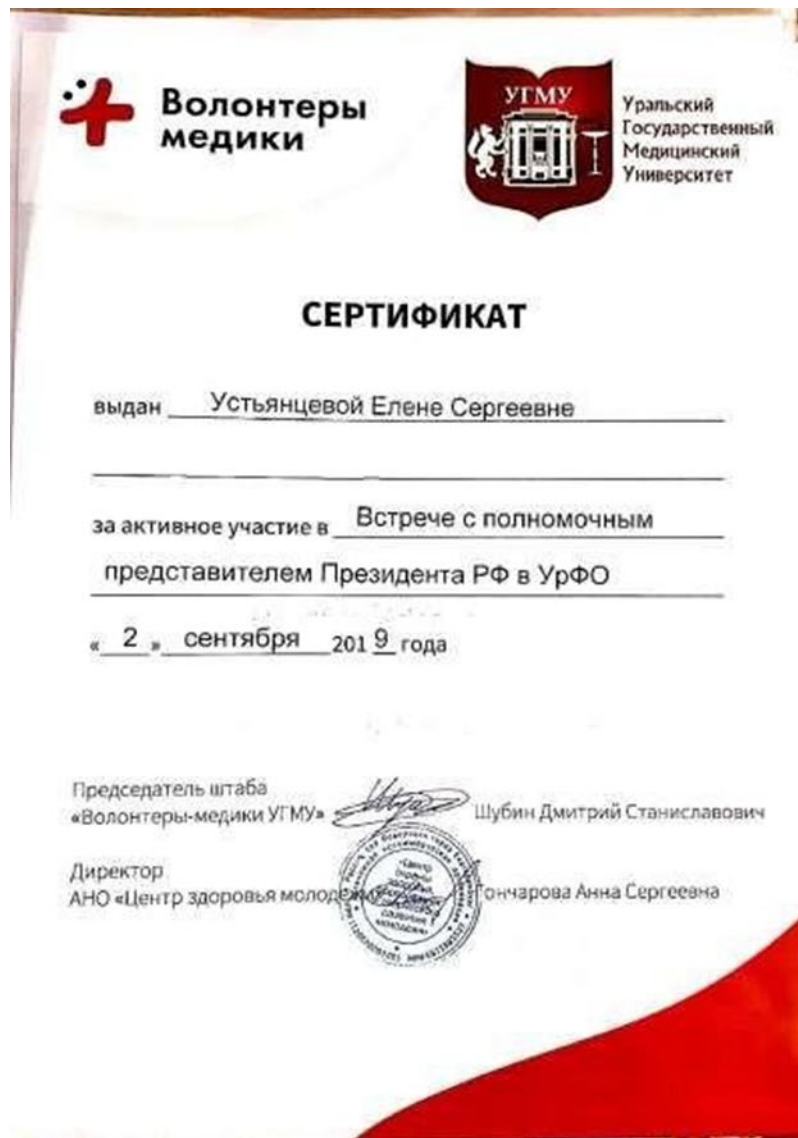 Волонтеры
медики
УГМУ
Уральский
Государственный
Медицинский
Университет
СЕРТИФИКАТ
выдан Устьянцевой Елене Сергеевне
за активное участие в Встрече с полномочным
представителем Президента РФ в УрФО
« 2 » сентября 2019 года
Председатель штаба
«Волонтеры-медики УГМУ» Шубин Дмитрий Станиславович
Директор
АНО «Центр здоровья молодежи» Гончарова Анна Сергеевна